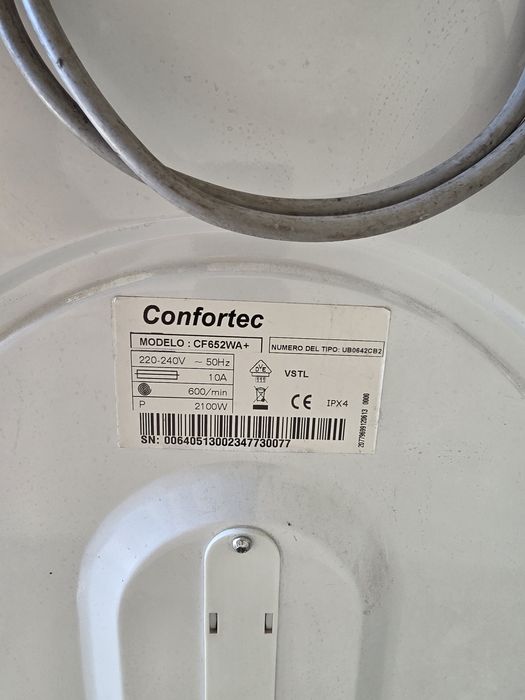 Confortec
MODELO : CF652WA+
NUMERO DEL TIPO: UB0642CB2
220-240V ~ 50Hz
10A
600/min
P 2100W
VDE
VSTL
CE IPX4
SN: 00640513002347730077